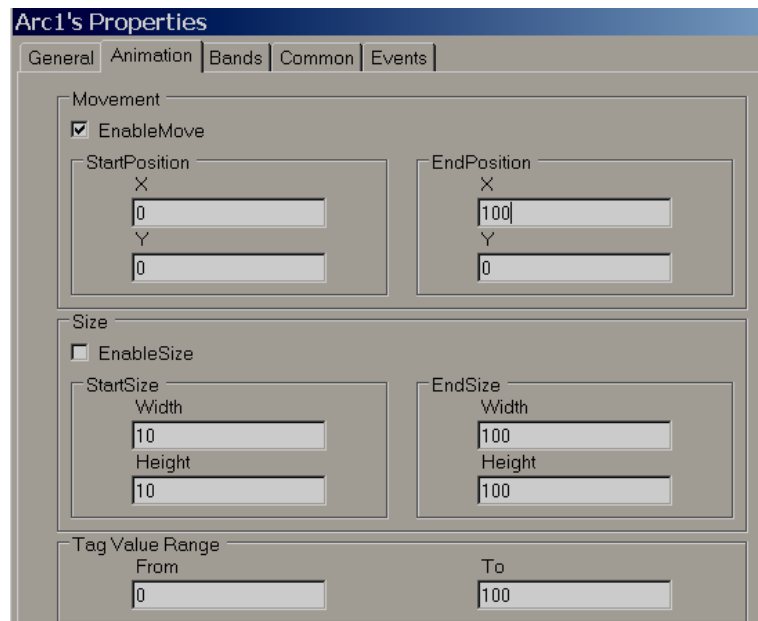 Arc1's Properties
General Animation Bands Common Events
Movement
EnableMove
StartPosition EndPosition
X X
0 100
Y Y
0 0
Size
EnableSize
StartSize EndSize
Width Width
10 100
Height Height
10 100
Tag Value Range
From To
0 100